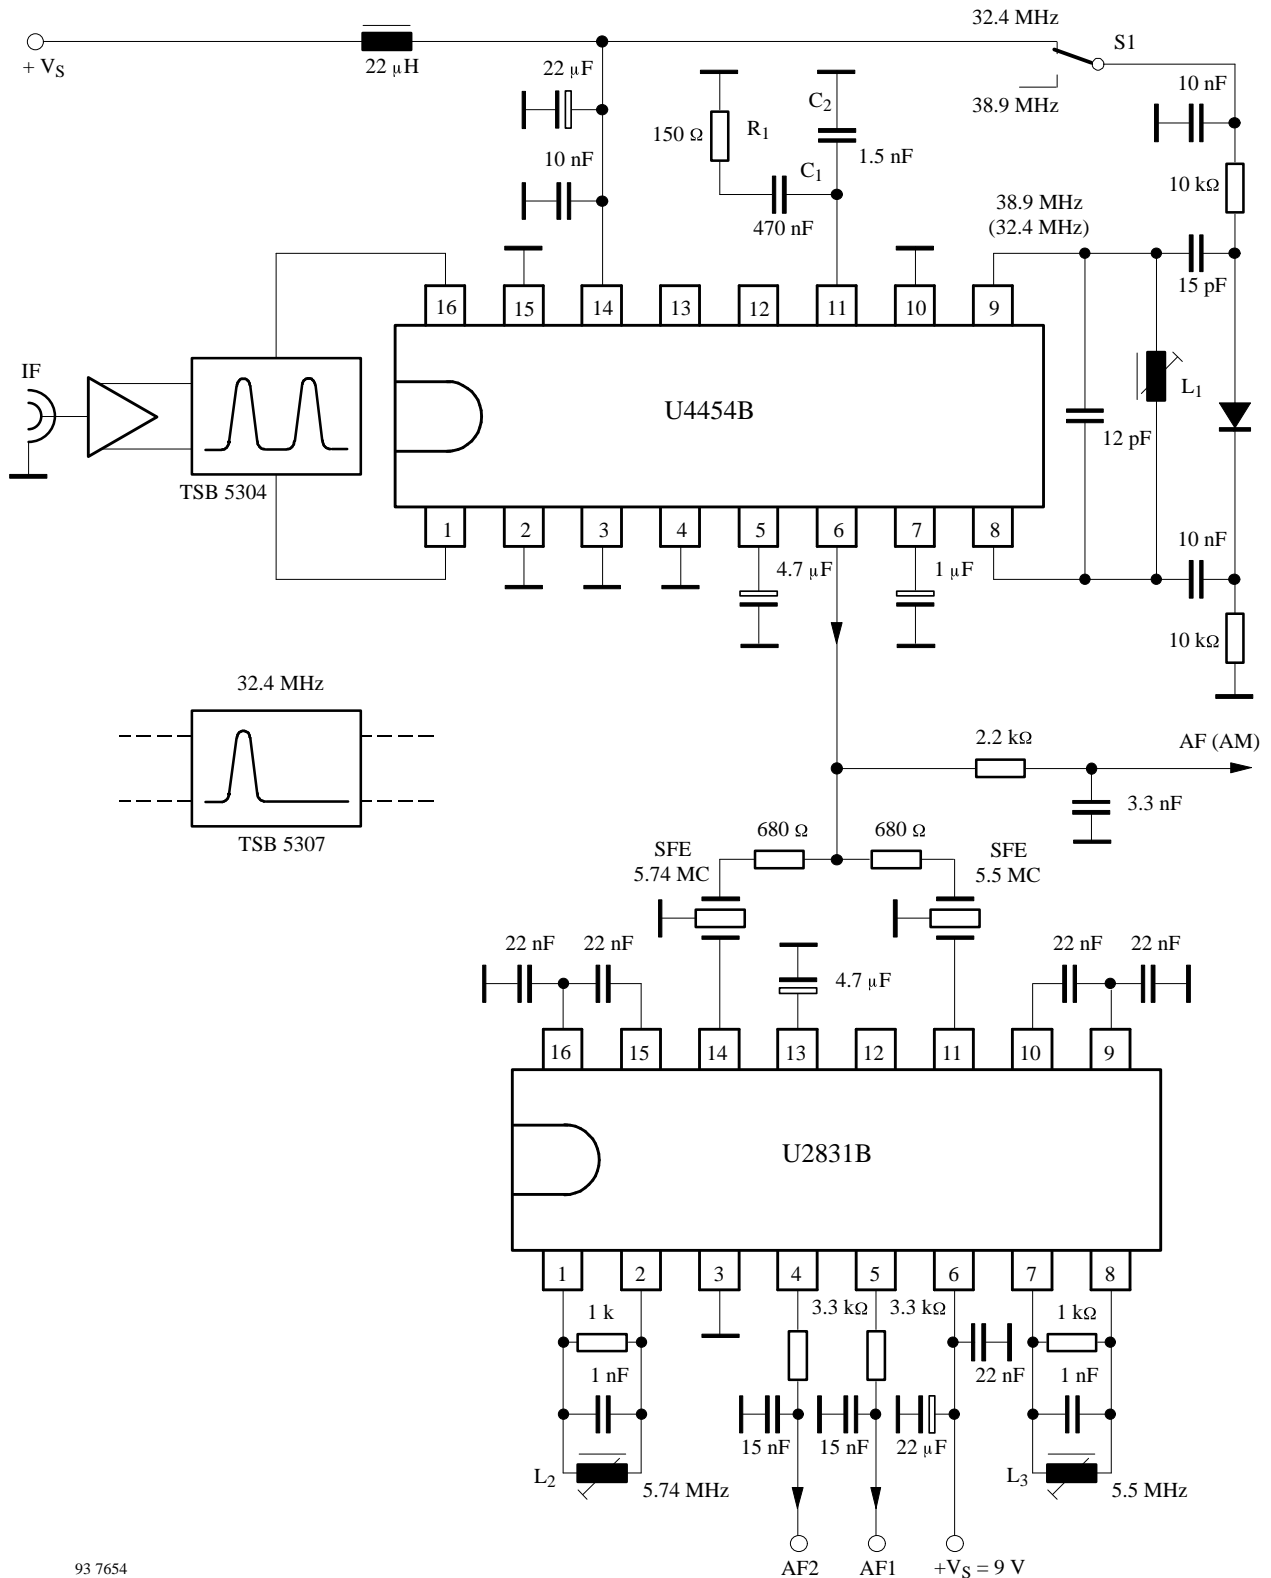 32.4 MHz
S1
+ VS
22 µH
22 µF
10 nF
38.9 MHz
C2
150 Ω
R1
1.5 nF
10 nF
C1
10 kΩ
470 nF
38.9 MHz
(32.4 MHz)
15 pF
16 15 14 13 12 11 10 9
IF
L1
U4454B
12 pF
TSB 5304
1 2 3 4 5 6 7 8
10 nF
4.7 µF
1 µF
10 kΩ
32.4 MHz
2.2 kΩ
AF (AM)
3.3 nF
TSB 5307
680 Ω
680 Ω
SFE
5.74 MC
SFE
5.5 MC
22 nF
22 nF
4.7 µF
22 nF
22 nF
16 15 14 13 12 11 10 9
U2831B
1 2 3 4 5 6 7 8
1 k
3.3 kΩ
3.3 kΩ
1 kΩ
1 nF
22 nF
1 nF
15 nF
15 nF
22 µF
L2
5.74 MHz
L3
5.5 MHz
93 7654
AF2
AF1
+VS = 9 V